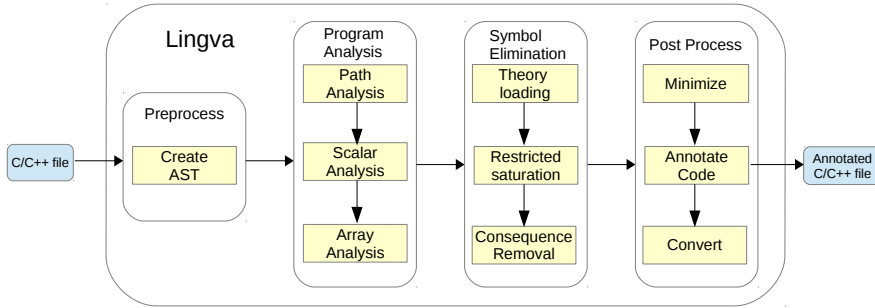 Lingva
C/C++ file
Preprocess
Create
AST
Program
Analysis
Path
Analysis
Scalar
Analysis
Array
Analysis
Symbol
Elimination
Theory
loading
Restricted
saturation
Consequence
Removal
Post Process
Minimize
Annotate
Code
Convert
Annotated
C/C++ file